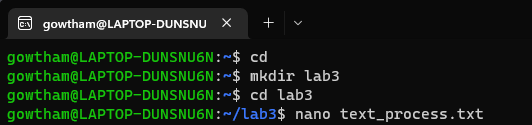 gowtham@LAPTOP-DUNSNU
gowtham@LAPTOP-DUNSNU6N:~$ cd
gowtham@LAPTOP-DUNSNU6N:~$ mkdir lab3
gowtham@LAPTOP-DUNSNU6N:~$ cd lab3
gowtham@LAPTOP-DUNSNU6N:~/lab3$ nano text_process.txt